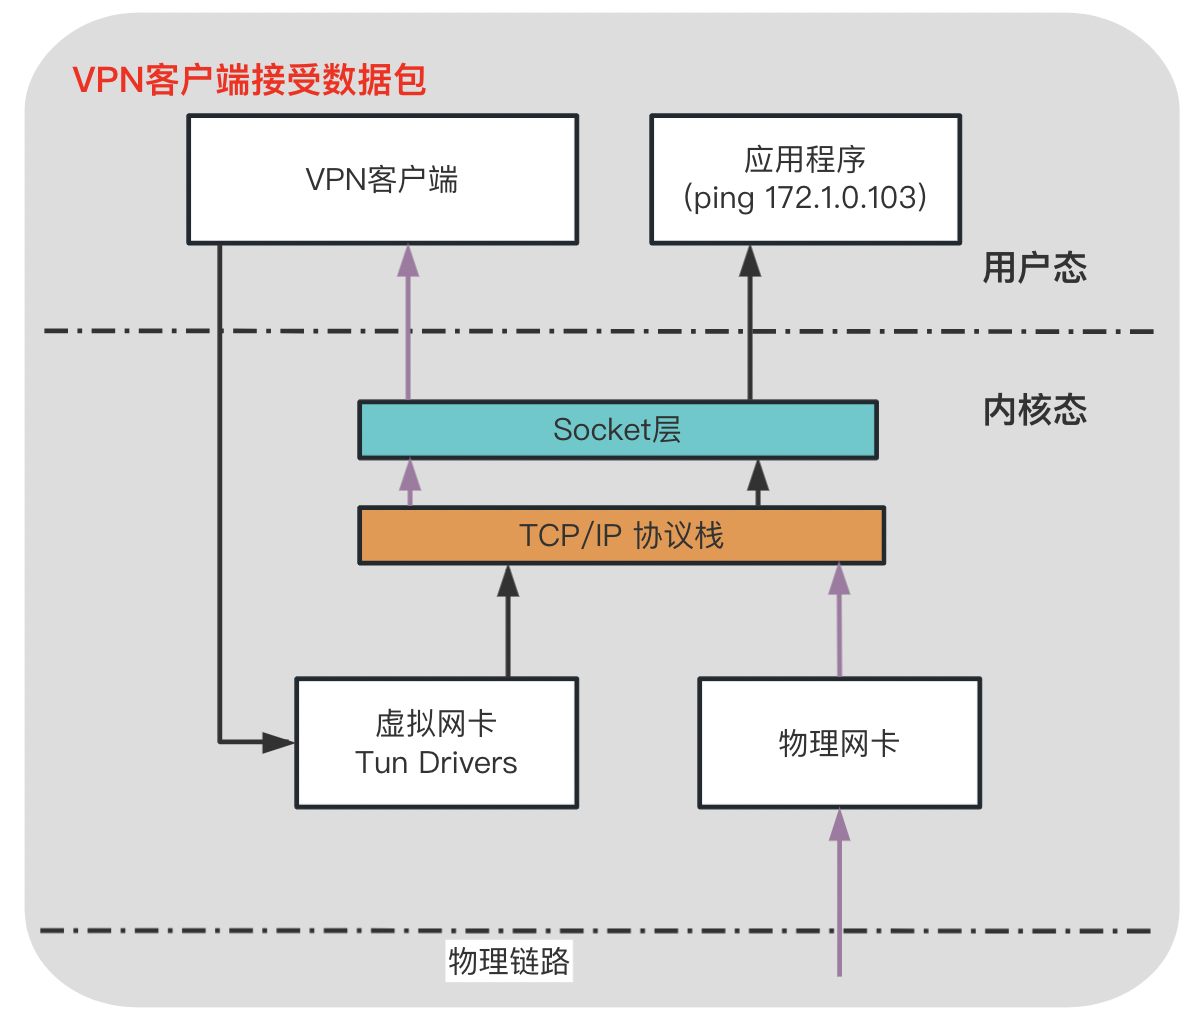 VPN客户端接受数据包
VPN客户端
应用程序
(ping 172.1.0.103)
用户态
内核态
Socket层
TCP/IP 协议栈
虚拟网卡
Tun Drivers
物理网卡
物理链路